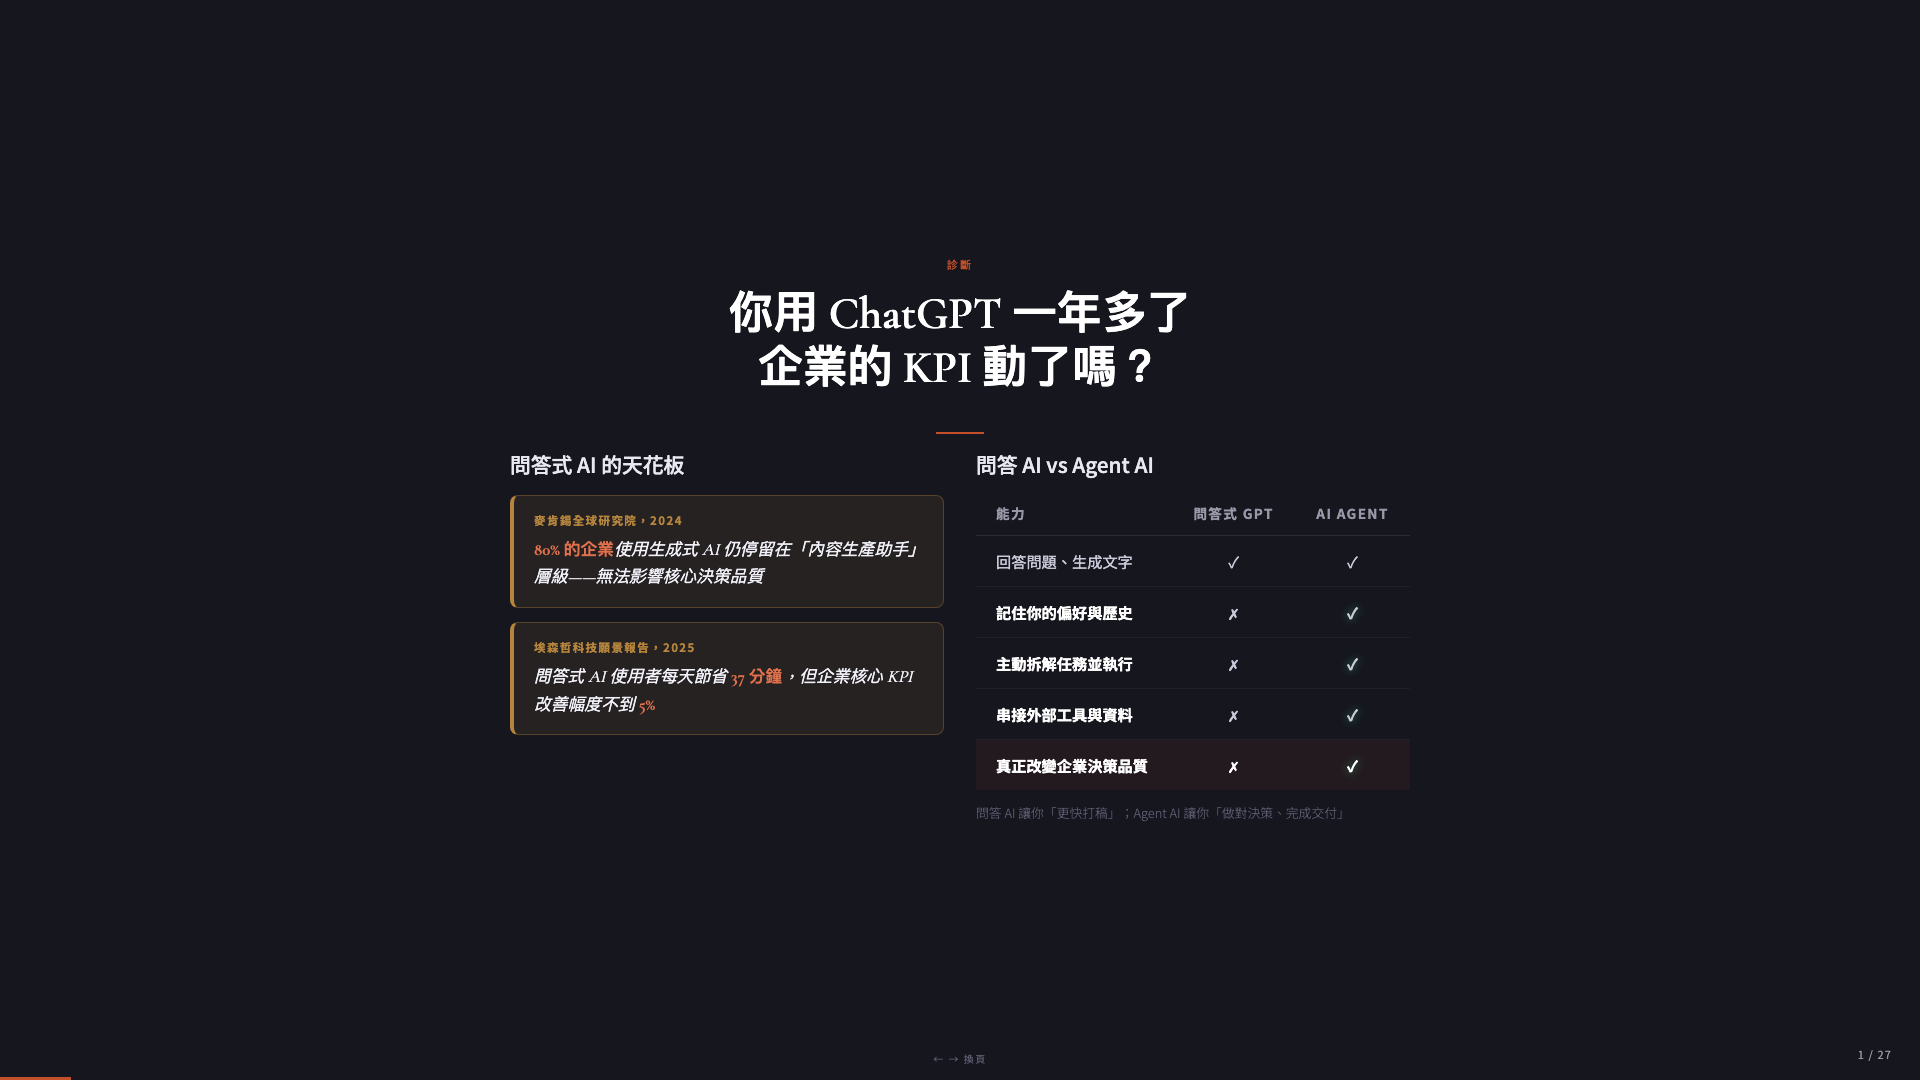 診斷
你用 ChatGPT 一年多了
企業的 KPI 動了嗎？
問答式 AI 的天花板
麥肯錫全球研究院，2024
80% 的企業使用生成式 AI 仍停留在「內容生產助手」
層級——無法影響核心決策品質
埃森哲科技願景報告，2025
問答式 AI 使用者每天節省 37 分鐘，但企業核心 KPI
改善幅度不到 5%
問答 AI vs Agent AI
能力 問答式 GPT AI AGENT
回答問題、生成文字 ✓ ✓
記住你的偏好與歷史 ✗ ✓
主動拆解任務並執行 ✗ ✓
串接外部工具與資料 ✗ ✓
真正改變企業決策品質 ✗ ✓
問答 AI 讓你「更快打稿」；Agent AI 讓你「做對決策、完成交付」
← → 換頁
1 / 27